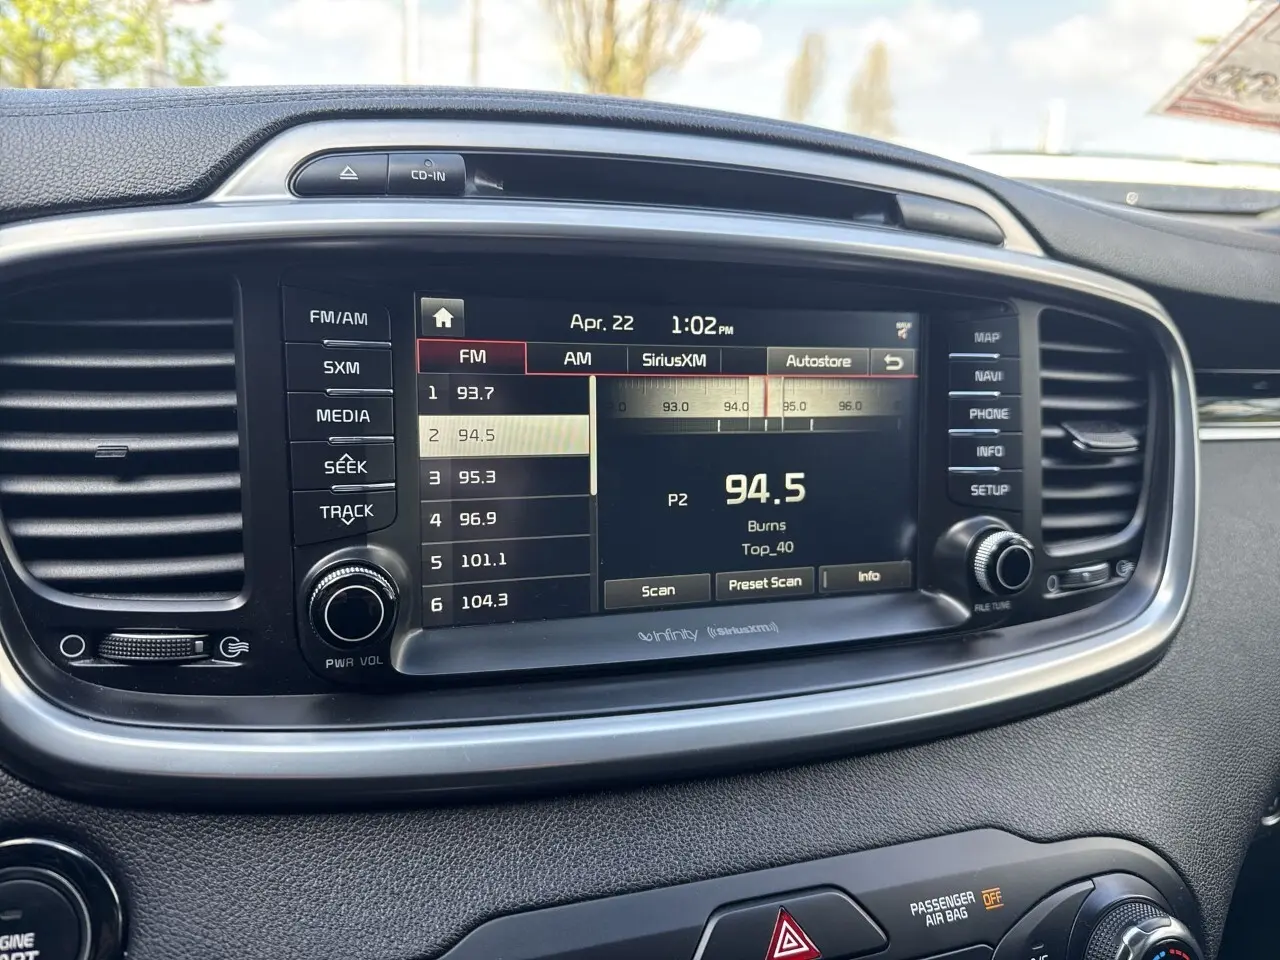 CD-IN
FM/AM
SXM
MEDIA
SEEK
TRACK
PWR VOL
Apr. 22 1:02 PM
FM AM SiriusXM Autostore
1 93.7
2 94.5
3 95.3
4 96.9
5 101.1
6 104.3
93.0 94.0 95.0 96.0
P2 94.5
Burns
Top_40
Scan Preset Scan Info
infinity ((SiriusXM))
MAP
NAVI
PHONE
INFO
SETUP
FILE TUNE
PASSENGER
AIR BAG OFF
A/C